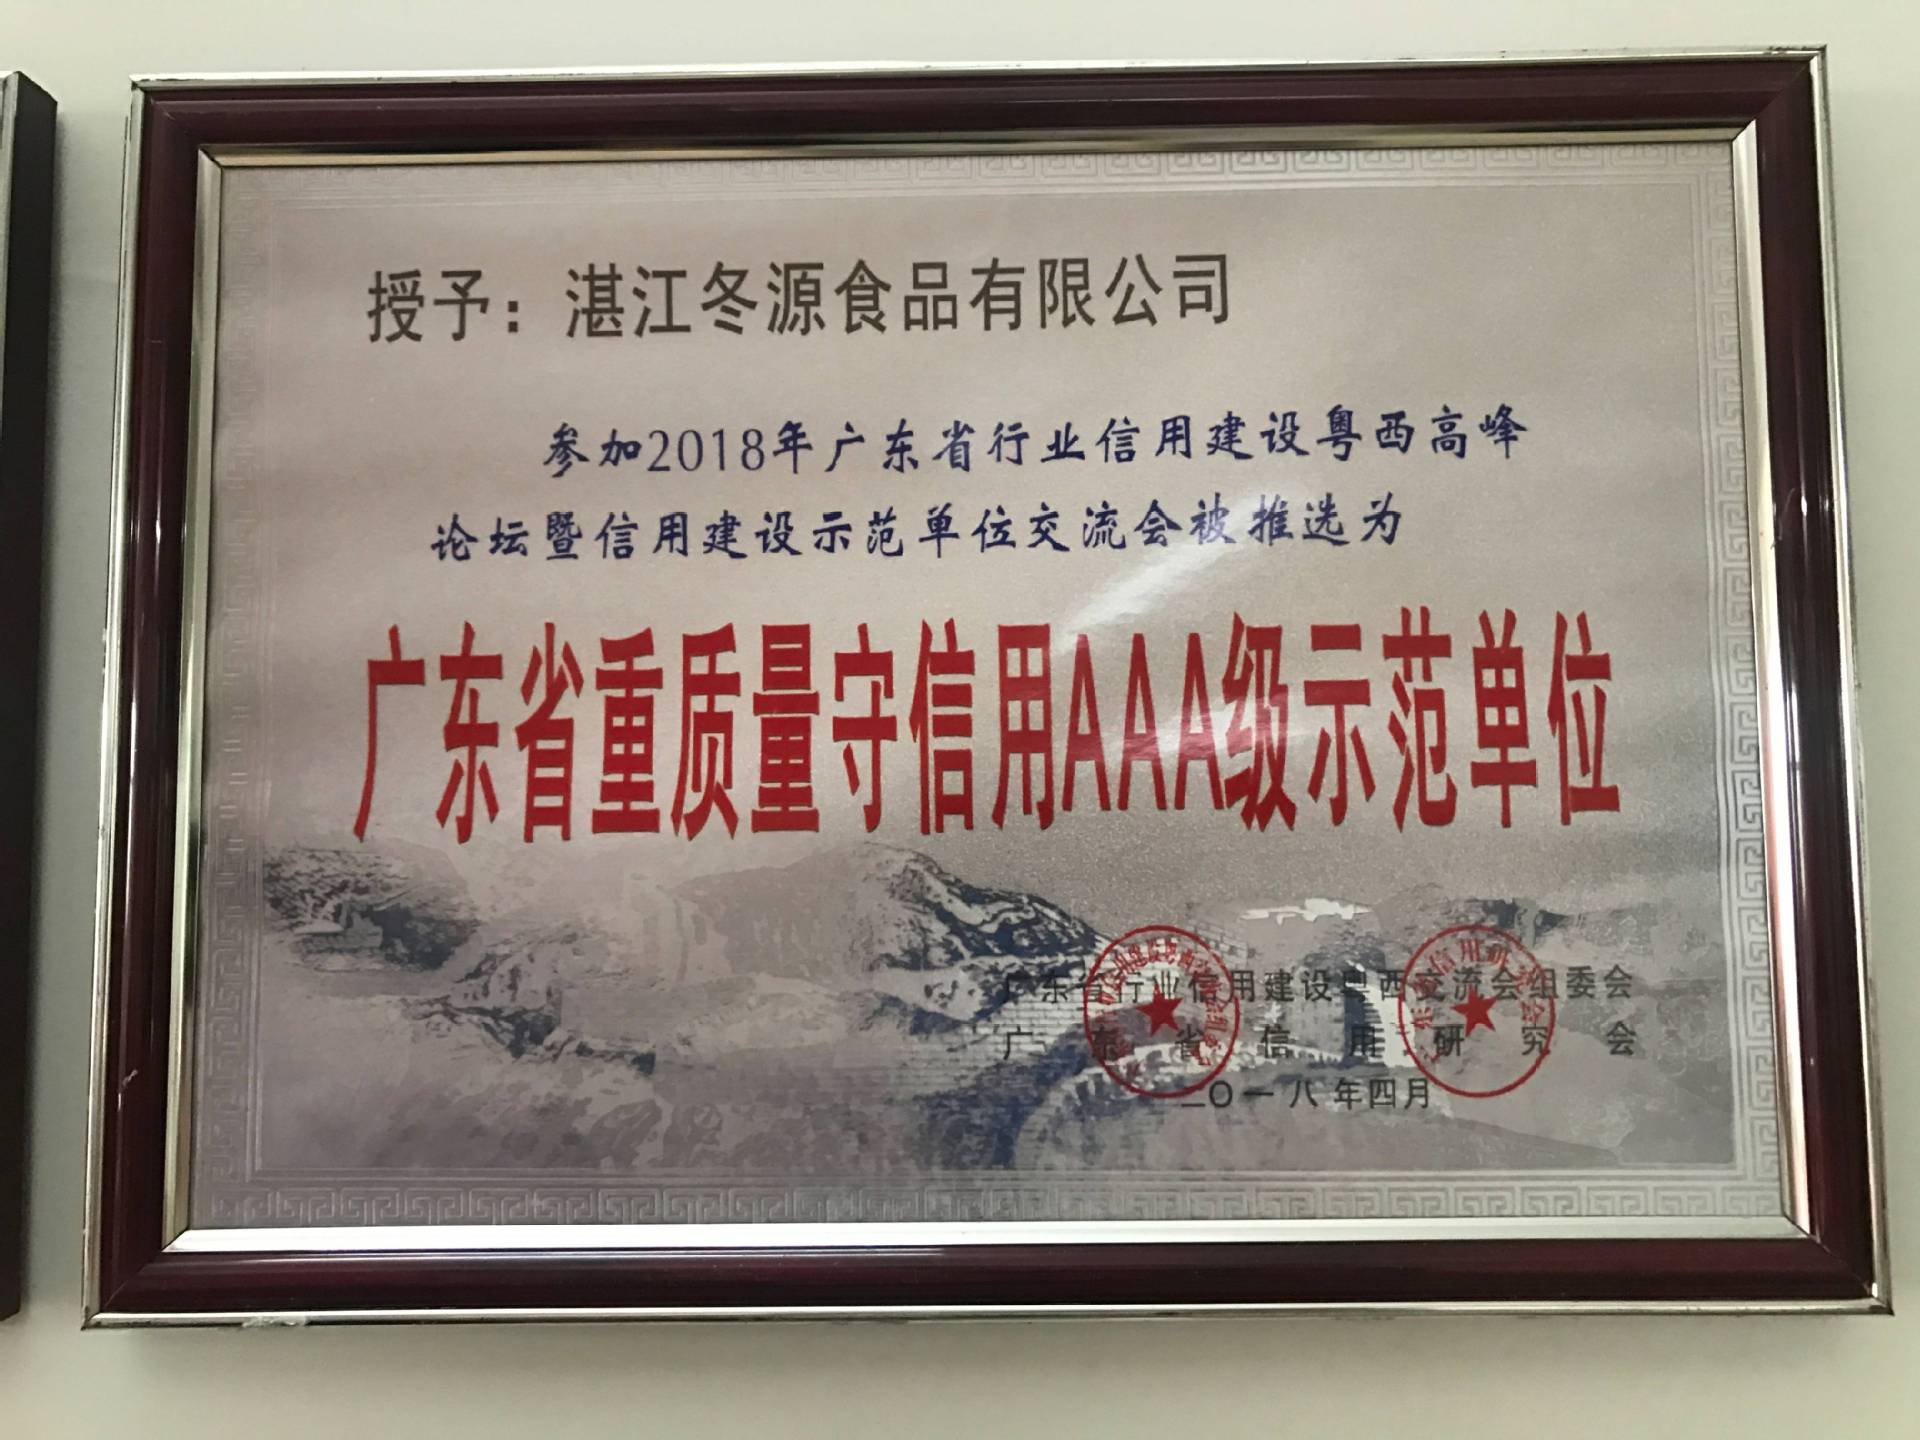 授予：湛江冬源食品有限公司
参加2018年广东省行业信用建设粤西高峰
论坛暨信用建设示范单位交流会被推选为
广东省重质量守信用AAA级示范单位
广东省行业信用建设粤西交流会组委会
广东省信用研究会
二〇一八年四月